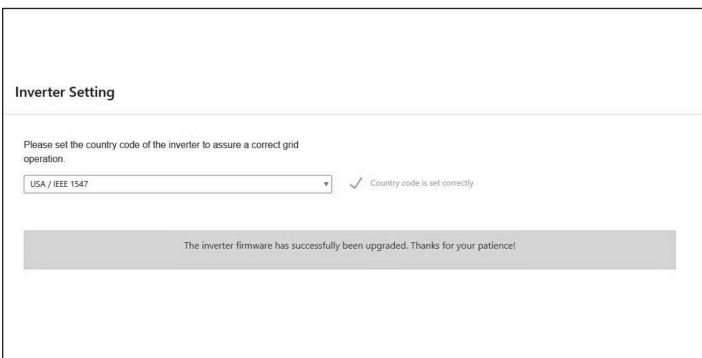 Inverter Setting
Please set the country code of the inverter to assure a correct grid
operation.
USA / IEEE 1547
Country code is set correctly
The inverter firmware has successfully been upgraded. Thanks for your patience!